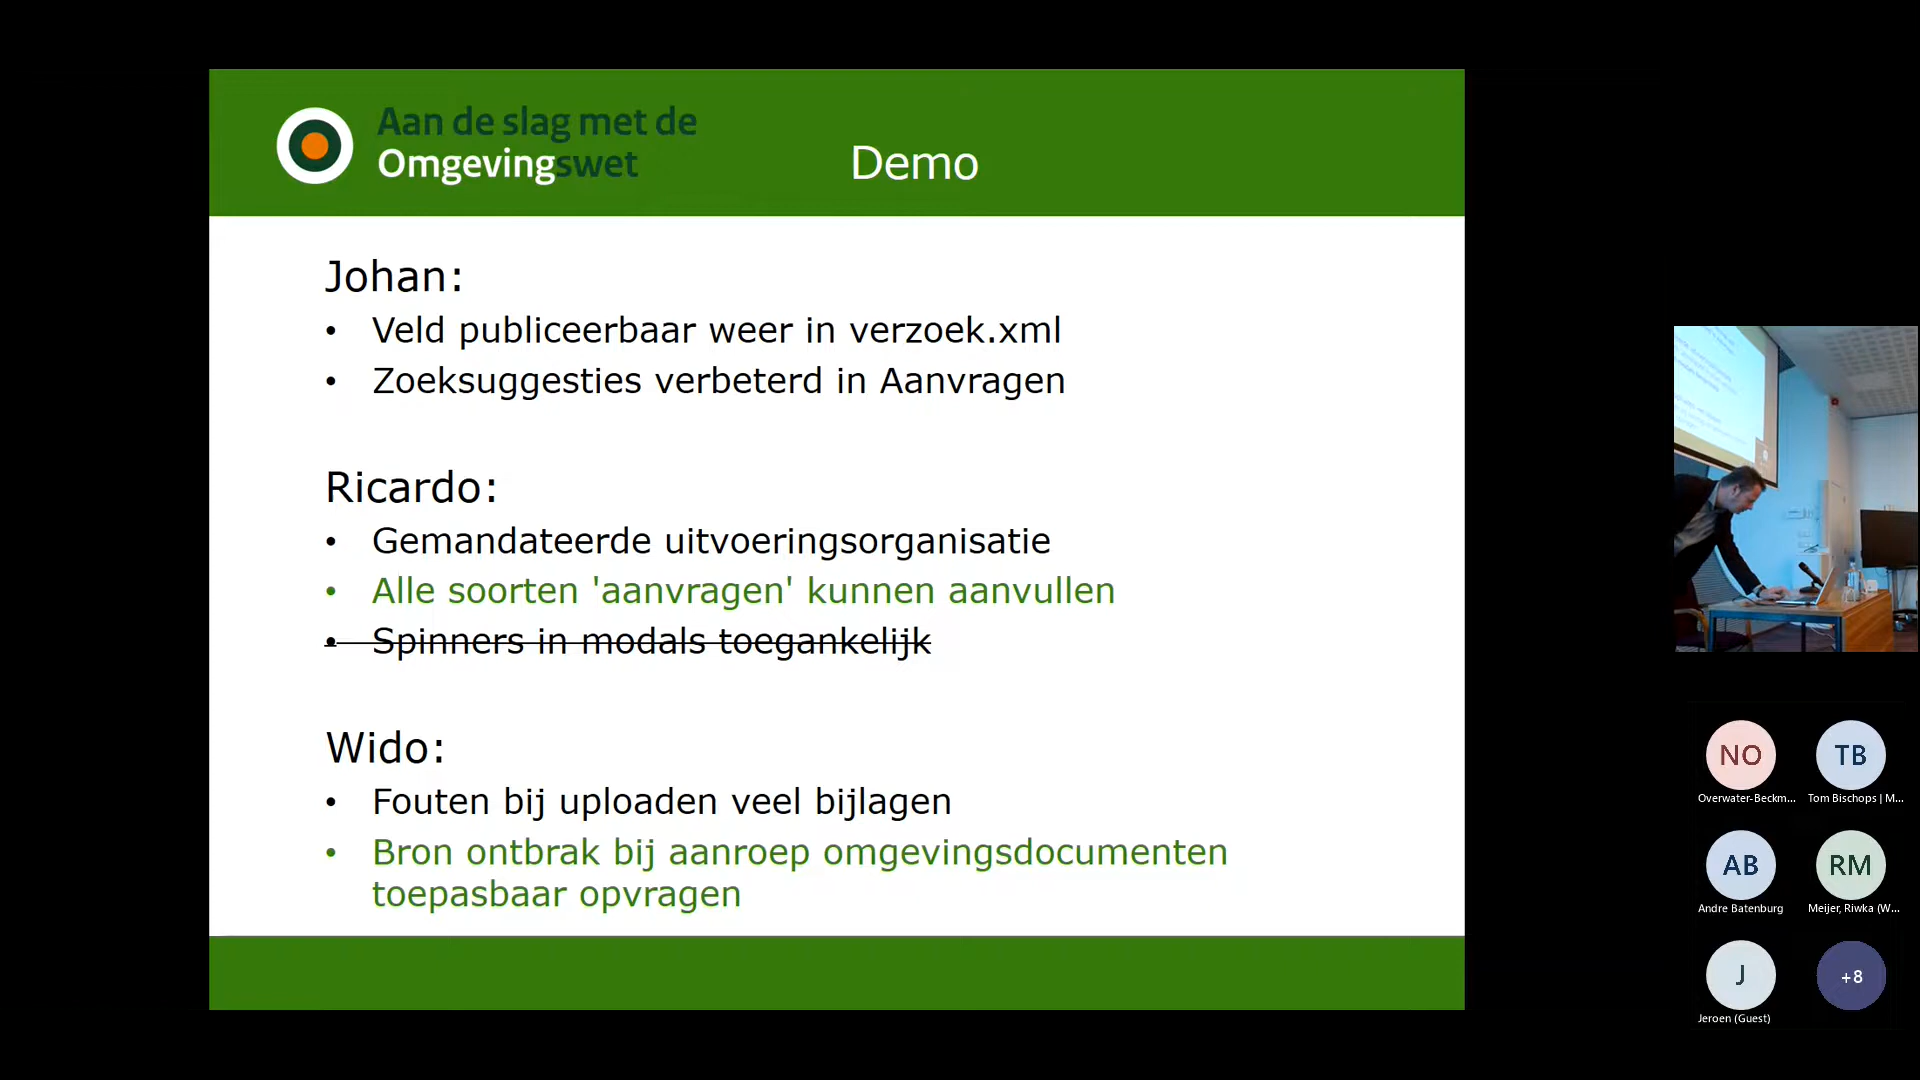 Aan de slag met de
Omgevingswet
Demo
Johan:
• Veld publiceerbaar weer in verzoek.xml
• Zoeksuggesties verbeterd in Aanvragen
Ricardo:
• Gemandateerde uitvoeringsorganisatie
• Alle soorten 'aanvragen' kunnen aanvullen
• Spinners in modals toegankelijk
Wido:
• Fouten bij uploaden veel bijlagen
• Bron ontbrak bij aanroep omgevingsdocumenten
toepasbaar opvragen
NO
Overwater-Beckm...
TB
Tom Bischops | M...
AB
Andre Batenburg
RM
Meijer, Riwka (W...
J
Jeroen (Guest)
+8